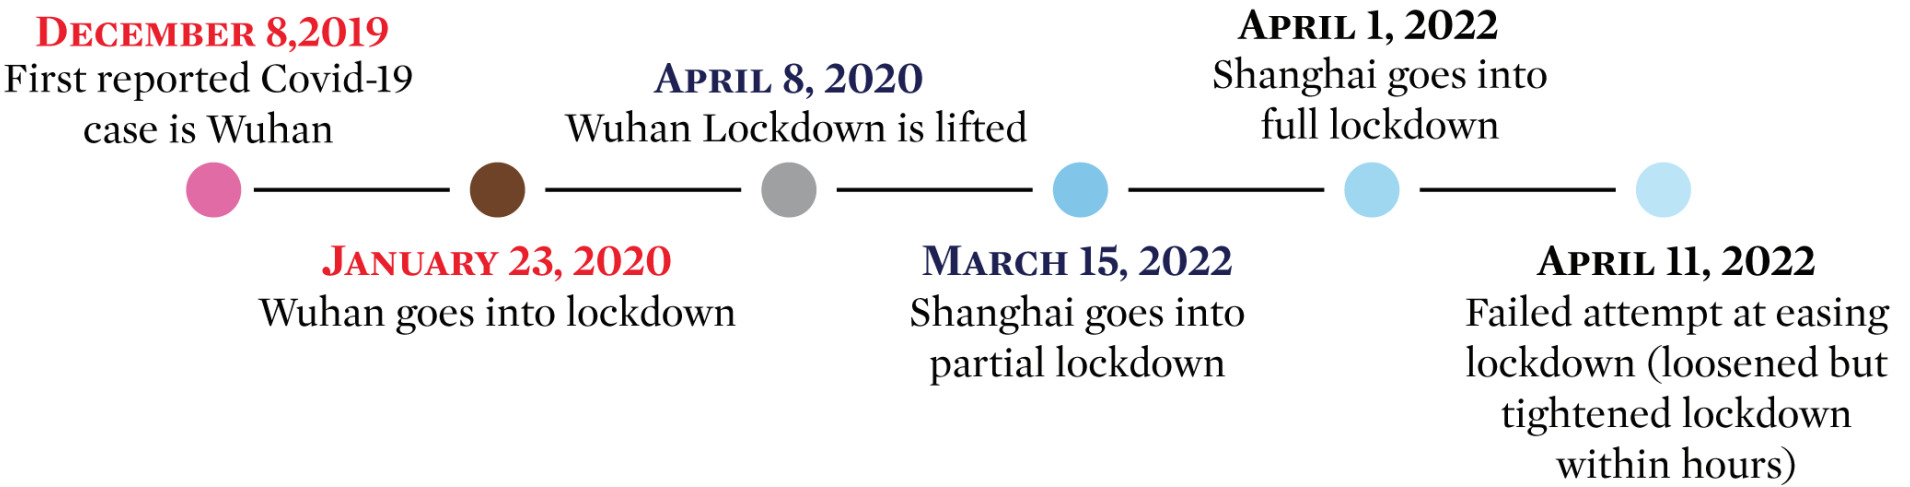 December 8,2019
First reported Covid-19
case is Wuhan
January 23, 2020
Wuhan goes into lockdown
April 8, 2020
Wuhan Lockdown is lifted
March 15, 2022
Shanghai goes into
partial lockdown
April 1, 2022
Shanghai goes into
full lockdown
April 11, 2022
Failed attempt at easing
lockdown (loosened but
tightened lockdown
within hours)